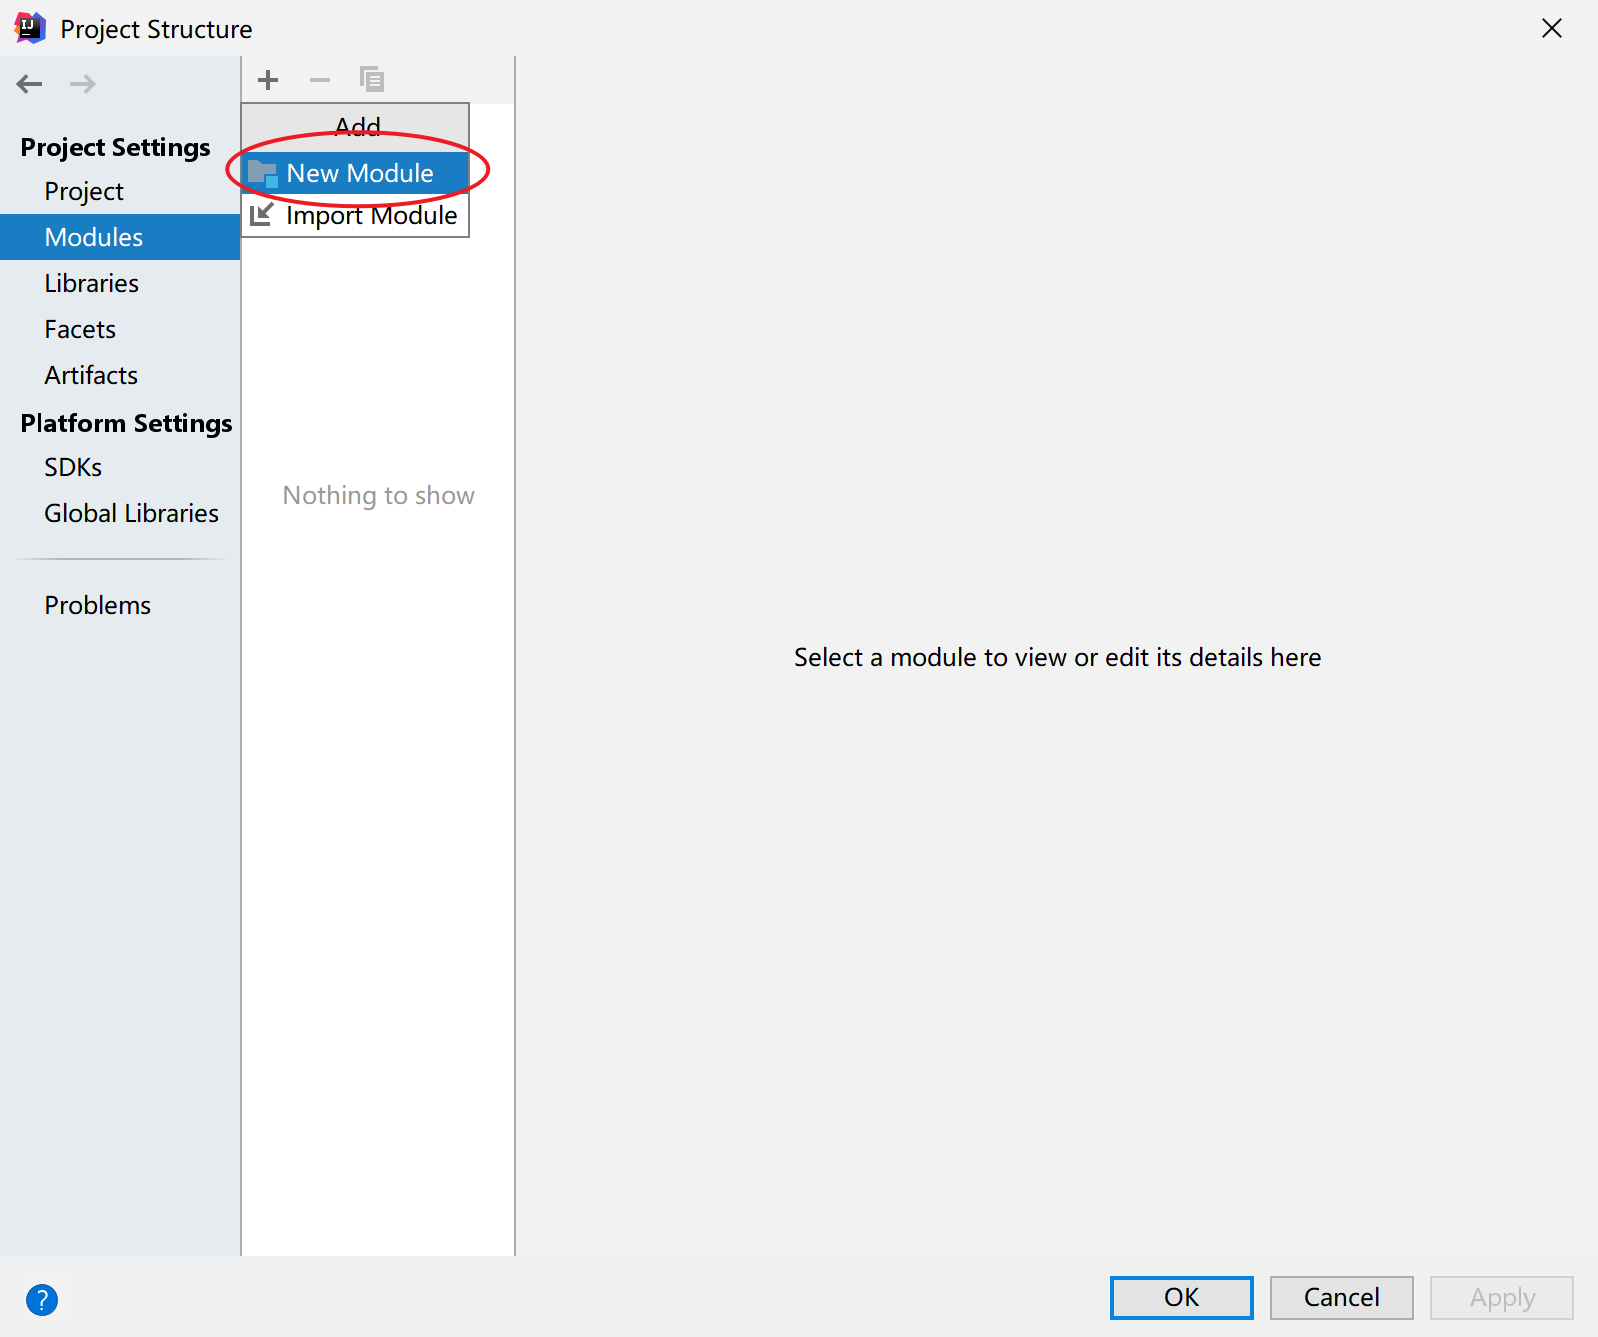 IJ
Project Structure
Project Settings
Project
Modules
Libraries
Facets
Artifacts
Platform Settings
SDKs
Global Libraries
Problems
Add
New Module
Import Module
Nothing to show
Select a module to view or edit its details here
?
OK
Cancel
Apply